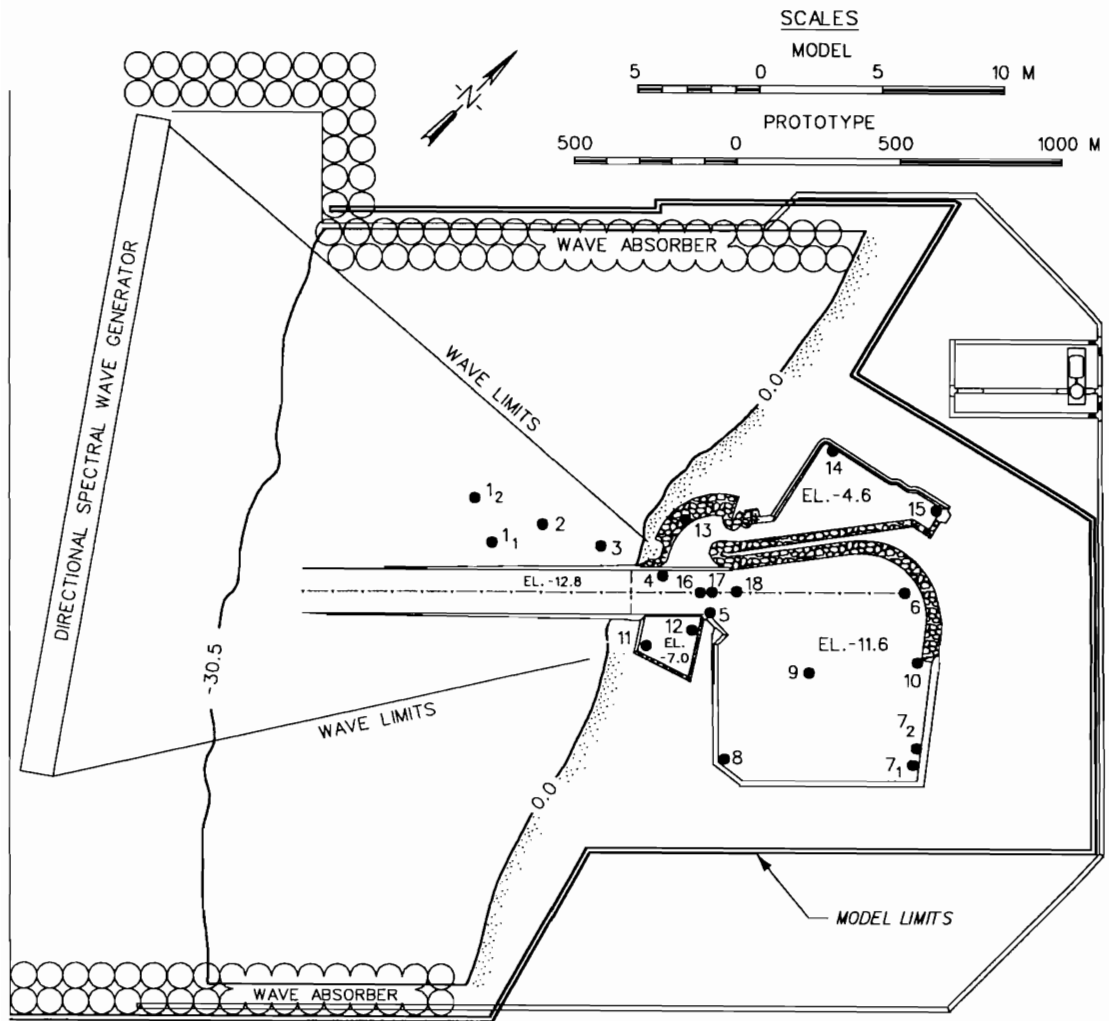 SCALES
MODEL
5 0 5 10 M
PROTOTYPE
500 0 500 1000 M
N
DIRECTIONAL SPECTRAL WAVE GENERATOR
WAVE ABSORBER
WAVE LIMITS
0.0
14
EL.-4.6
15
1₂
1₁
2
3
13
EL.-12.8
4
16
17
18
6
5
11
12
EL.
-7.0
EL.-11.6
9
10
-30.5
WAVE LIMITS
7₂
7₁
8
0.0
MODEL LIMITS
WAVE ABSORBER